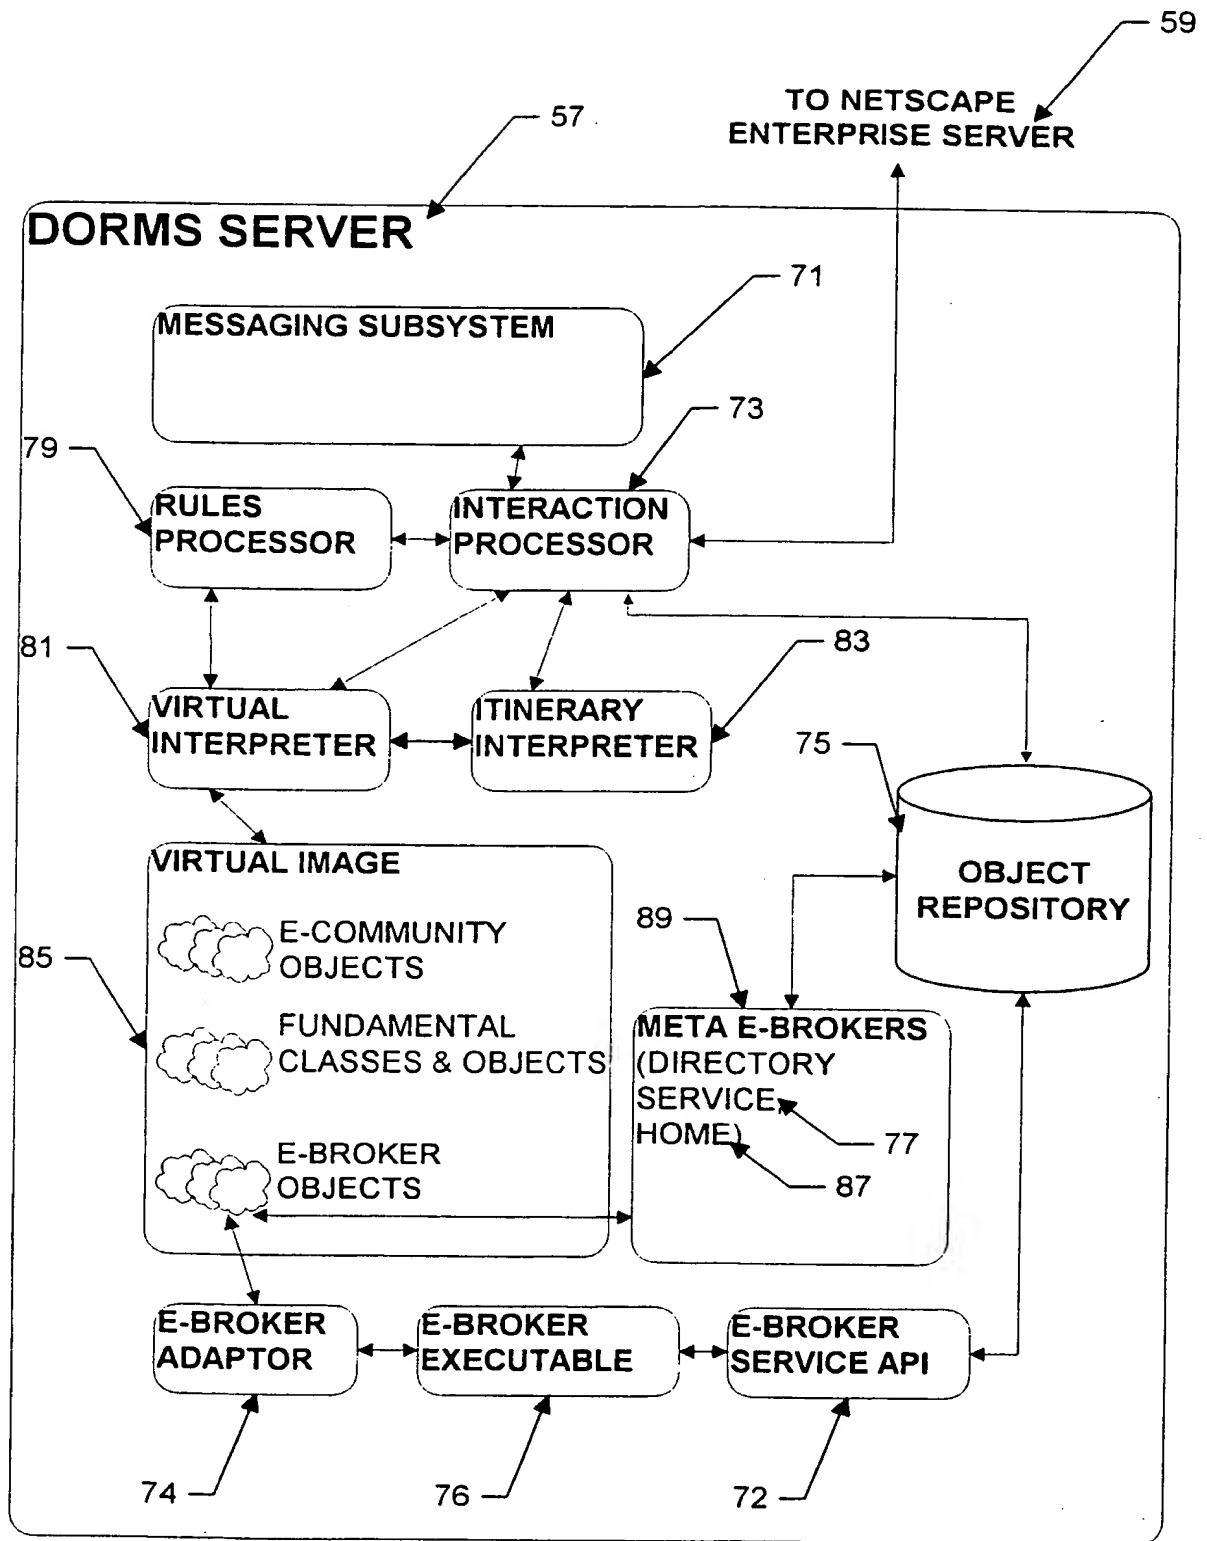 59
TO NETSCAPE
ENTERPRISE SERVER
57
DORMS SERVER
71
MESSAGING SUBSYSTEM
73
79
RULES
PROCESSOR
INTERACTION
PROCESSOR
81
83
VIRTUAL
INTERPRETER
ITINERARY
INTERPRETER
75
OBJECT
REPOSITORY
VIRTUAL IMAGE
E-COMMUNITY
OBJECTS
85
89
FUNDAMENTAL
CLASSES & OBJECTS
META E-BROKERS
(DIRECTORY
SERVICE,
HOME)
77
87
E-BROKER
OBJECTS
E-BROKER
ADAPTOR
E-BROKER
EXECUTABLE
E-BROKER
SERVICE API
74
76
72